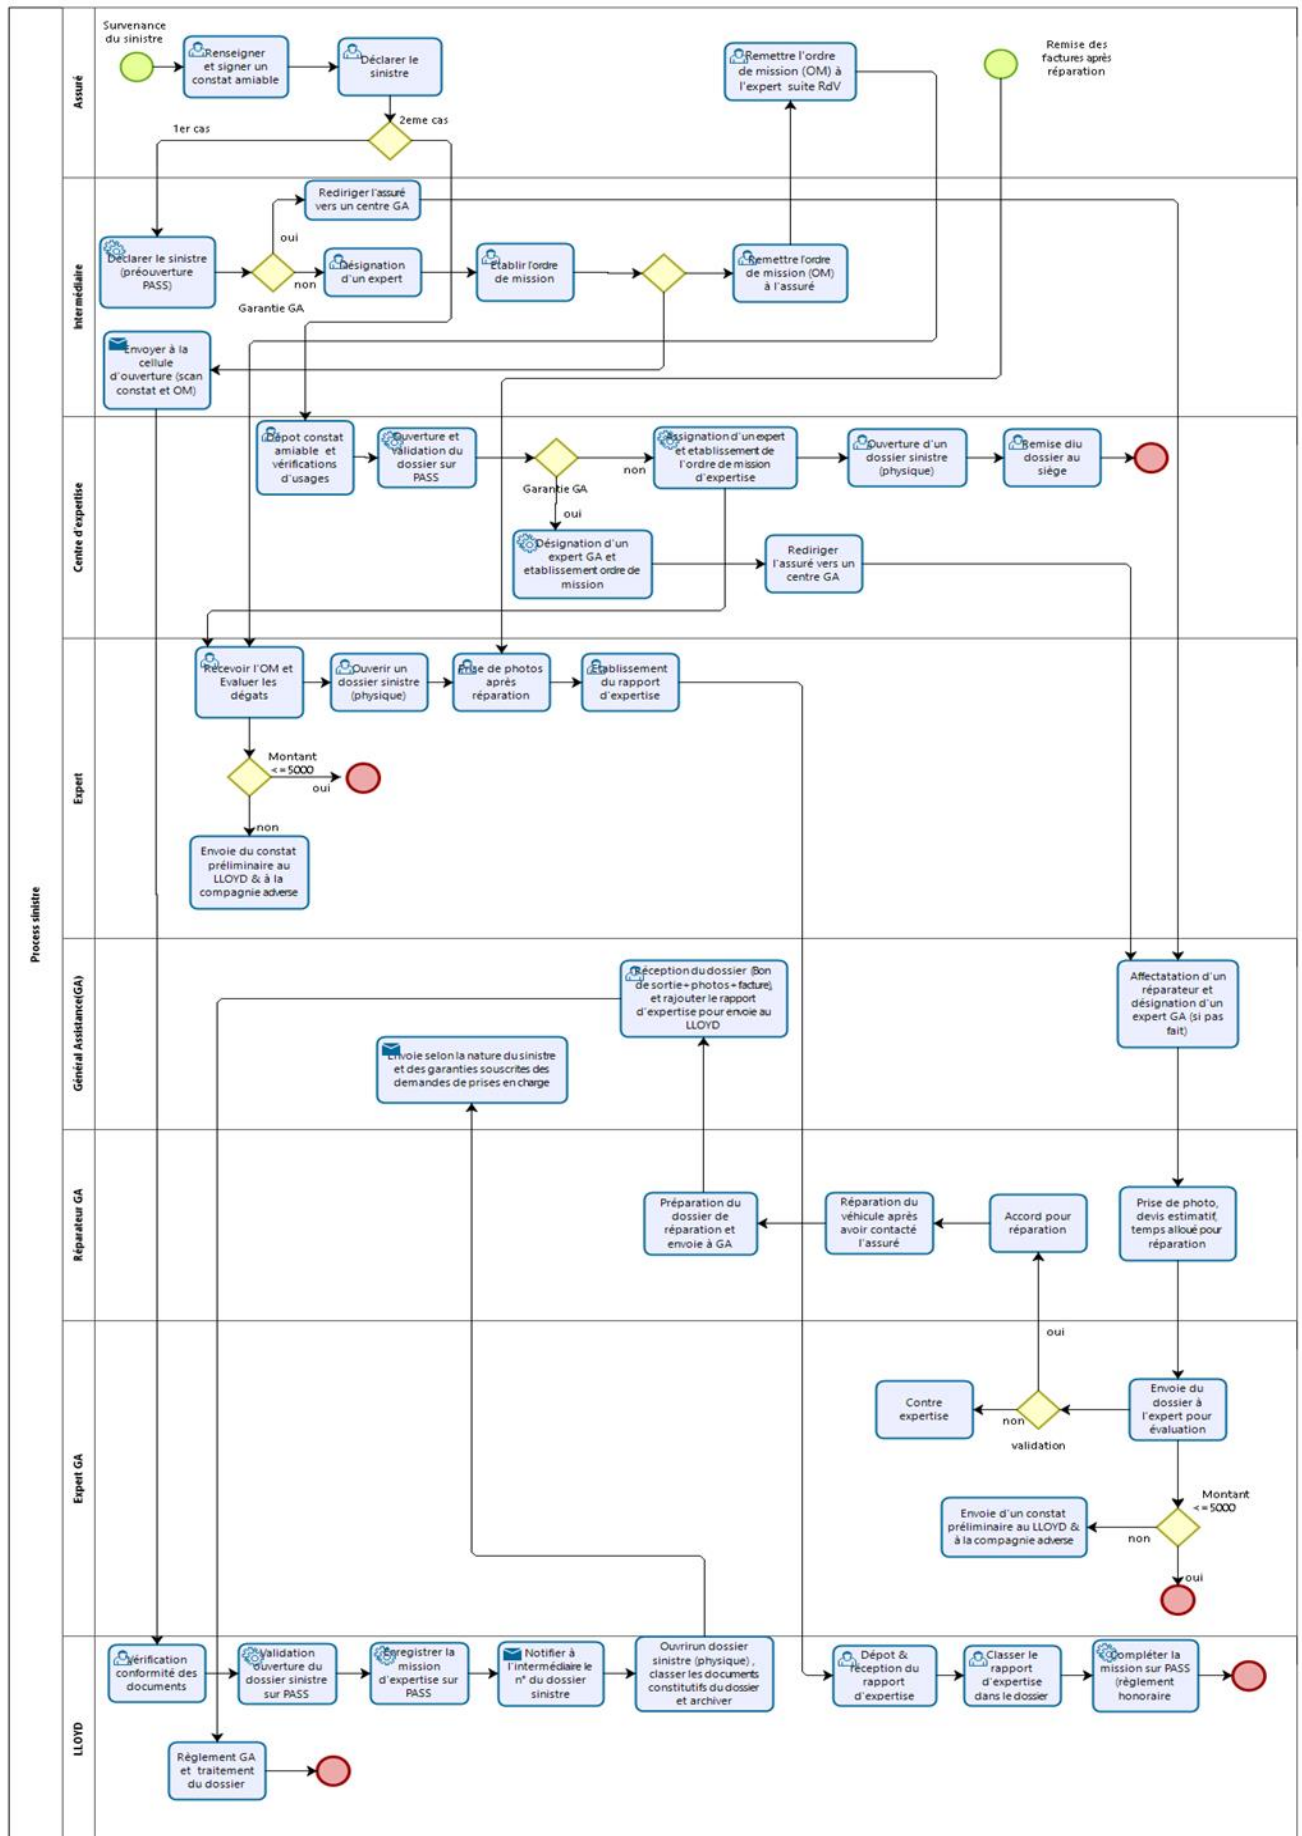 Process sinistre
Assuré
Survenance
du sinistre
Renseigner
et signer un
constat amiable
Déclarer le
sinistre
1er cas
2eme cas
Remettre l'ordre
de mission (OM) à
l'expert suite RdV
Remise des
factures après
réparation
Intermédiaire
Rediriger l'assuré
vers un centre GA
oui
Déclarer le sinistre
(préouverture
PASS)
non
Garantie GA
Désignation
d'un expert
Etablir l'ordre
de mission
Remettre l'ordre
de mission (OM)
à l'assuré
Envoyer à la
cellule
d'ouverture (scan
constat et OM)
Centre d'expertise
Dépot constat
amiable et
vérifications
d'usages
Ouverture et
validation du
dossier sur
PASS
Garantie GA
non
oui
Assignation d'un expert
et etablissement de
l'ordre de mission
d'expertise
Ouverture d'un
dossier sinistre
(physique)
Remise diu
dossier au
siège
Désignation d'un
expert GA et
etablissement ordre de
mission
Rediriger
l'assuré vers un
centre GA
Expert
Recevoir l'OM et
Evaluer les
dégats
Ouverir un
dossier sinistre
(physique)
Prise de photos
après
réparation
Etablissement
du rapport
d'expertise
Montant
<=5000
oui
non
Envoie du constat
préliminaire au
LLOYD & à la
compagnie adverse
Général Assistance(GA)
Réception du dossier (Bon
de sortie+ photos+ facture),
et rajouter le rapport
d'expertise pour envoie au
LLOYD
Envoie selon la nature du sinistre
et des garanties souscrites des
demandes de prises en charge
Affectatation d'un
réparateur et
désignation d'un
expert GA (si pas
fait)
Réparateur GA
Préparation du
dossier de
réparation et
envoie à GA
Réparation du
véhicule après
avoir contacté
l'assuré
Accord pour
réparation
Prise de photo,
devis estimatif,
temps alloué pour
réparation
Expert GA
oui
Contre
expertise
non
validation
Envoie du
dossier à
l'expert pour
évaluation
Montant
<=5000
Envoie d'un constat
préliminaire au LLOYD &
à la compagnie adverse
non
oui
LLOYD
Vérification
conformité des
documents
Validation
ouverture du
dossier sinistre
sur PASS
Enregistrer la
mission
d'expertise sur
PASS
Notifier à
l'intermédiaire le
n° du dossier
sinistre
Ouvrirun dossier
sinistre (physique) ,
classer les documents
constitutifs du dossier
et archiver
Dépot &
réception du
rapport
d'expertise
Classer le
rapport
d'expertise
dans le dossier
Compléter la
mission sur PASS
(règlement
honoraire
Règlement GA
et traitement
du dossier